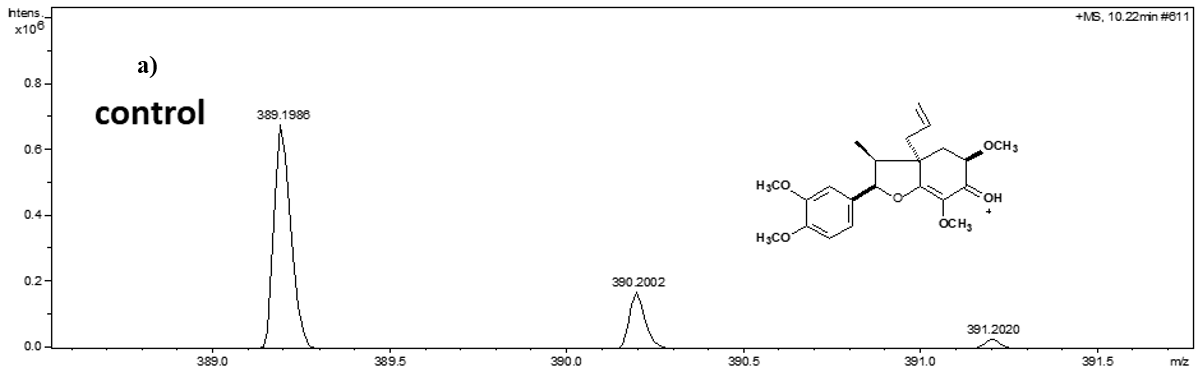 Intens.
x10⁶
+MS, 10.22min #611
a)
control
0.8
0.6
0.4
0.2
0.0
389.1986
390.2002
391.2020
OCH₃
H₃CO
O
OH
+
OCH₃
H₃CO
389.0
389.5
390.0
390.5
391.0
391.5
m/z